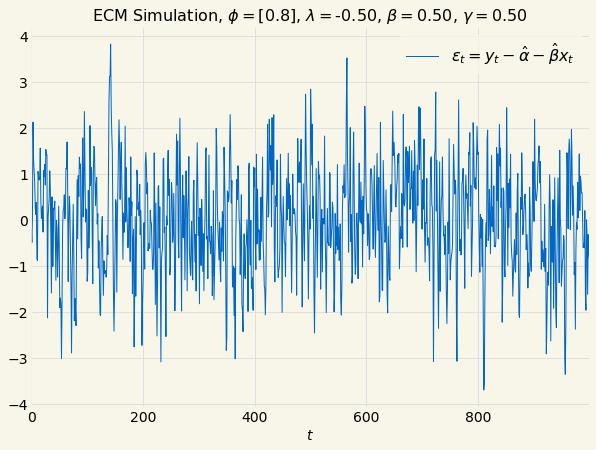 ECM Simulation, ϕ = [0.8], λ = -0.50, β = 0.50, γ = 0.50
4
3
2
1
0
−1
−2
−3
−4
εₜ = yₜ − α̂ − β̂xₜ
0 200 400 600 800
t